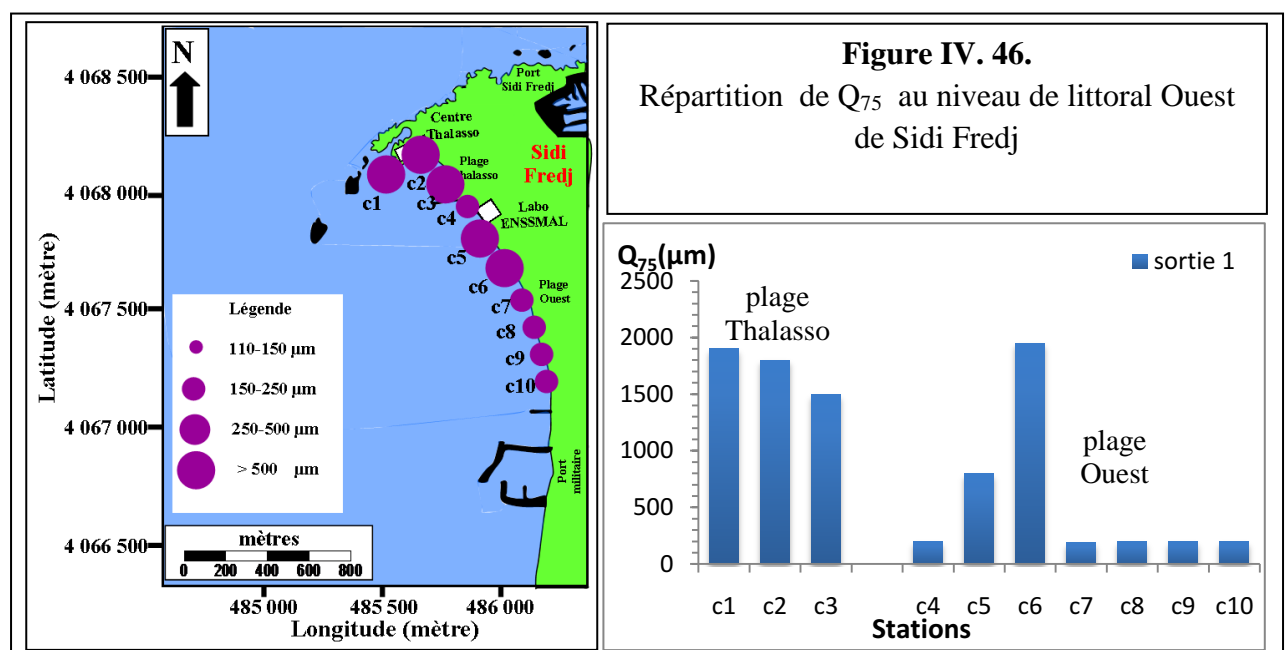 N
4 068 500
4 068 000
4 067 500
4 067 000
4 066 500
Latitude (mètre)
Port
Sidi Fredj
Centre
Thalasso
Sidi
Fredj
Plage
halasso
Labo
ENSSMAL
Plage
Ouest
Port
militaire
c1
c2
c3
c4
c5
c6
c7
c8
c9
c10
Légende
110-150 µm
150-250 µm
250-500 µm
> 500 µm
mètres
0 200 400 600 800
485 000 485 500 486 000
Longitude (mètre)
Figure IV. 46.
Répartition de Q75 au niveau de littoral Ouest
de Sidi Fredj
Q75(µm)
sortie 1
2500
2000
1500
1000
500
0
plage
Thalasso
plage
Ouest
c1 c2 c3 c4 c5 c6 c7 c8 c9 c10
Stations